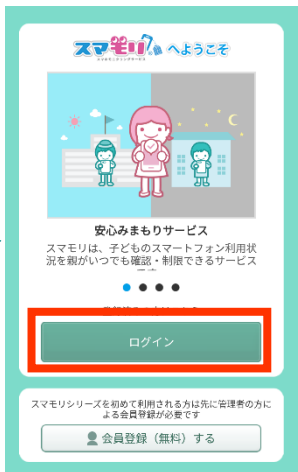 スマモリ へようこそ
安心みまもりサービス
スマモリは、子どものスマートフォン利用状
況を親がいつでも確認・制限できるサービス
ログイン
スマモリシリーズを初めて利用される方は先に管理者の方に
よる会員登録が必要です
会員登録（無料）する